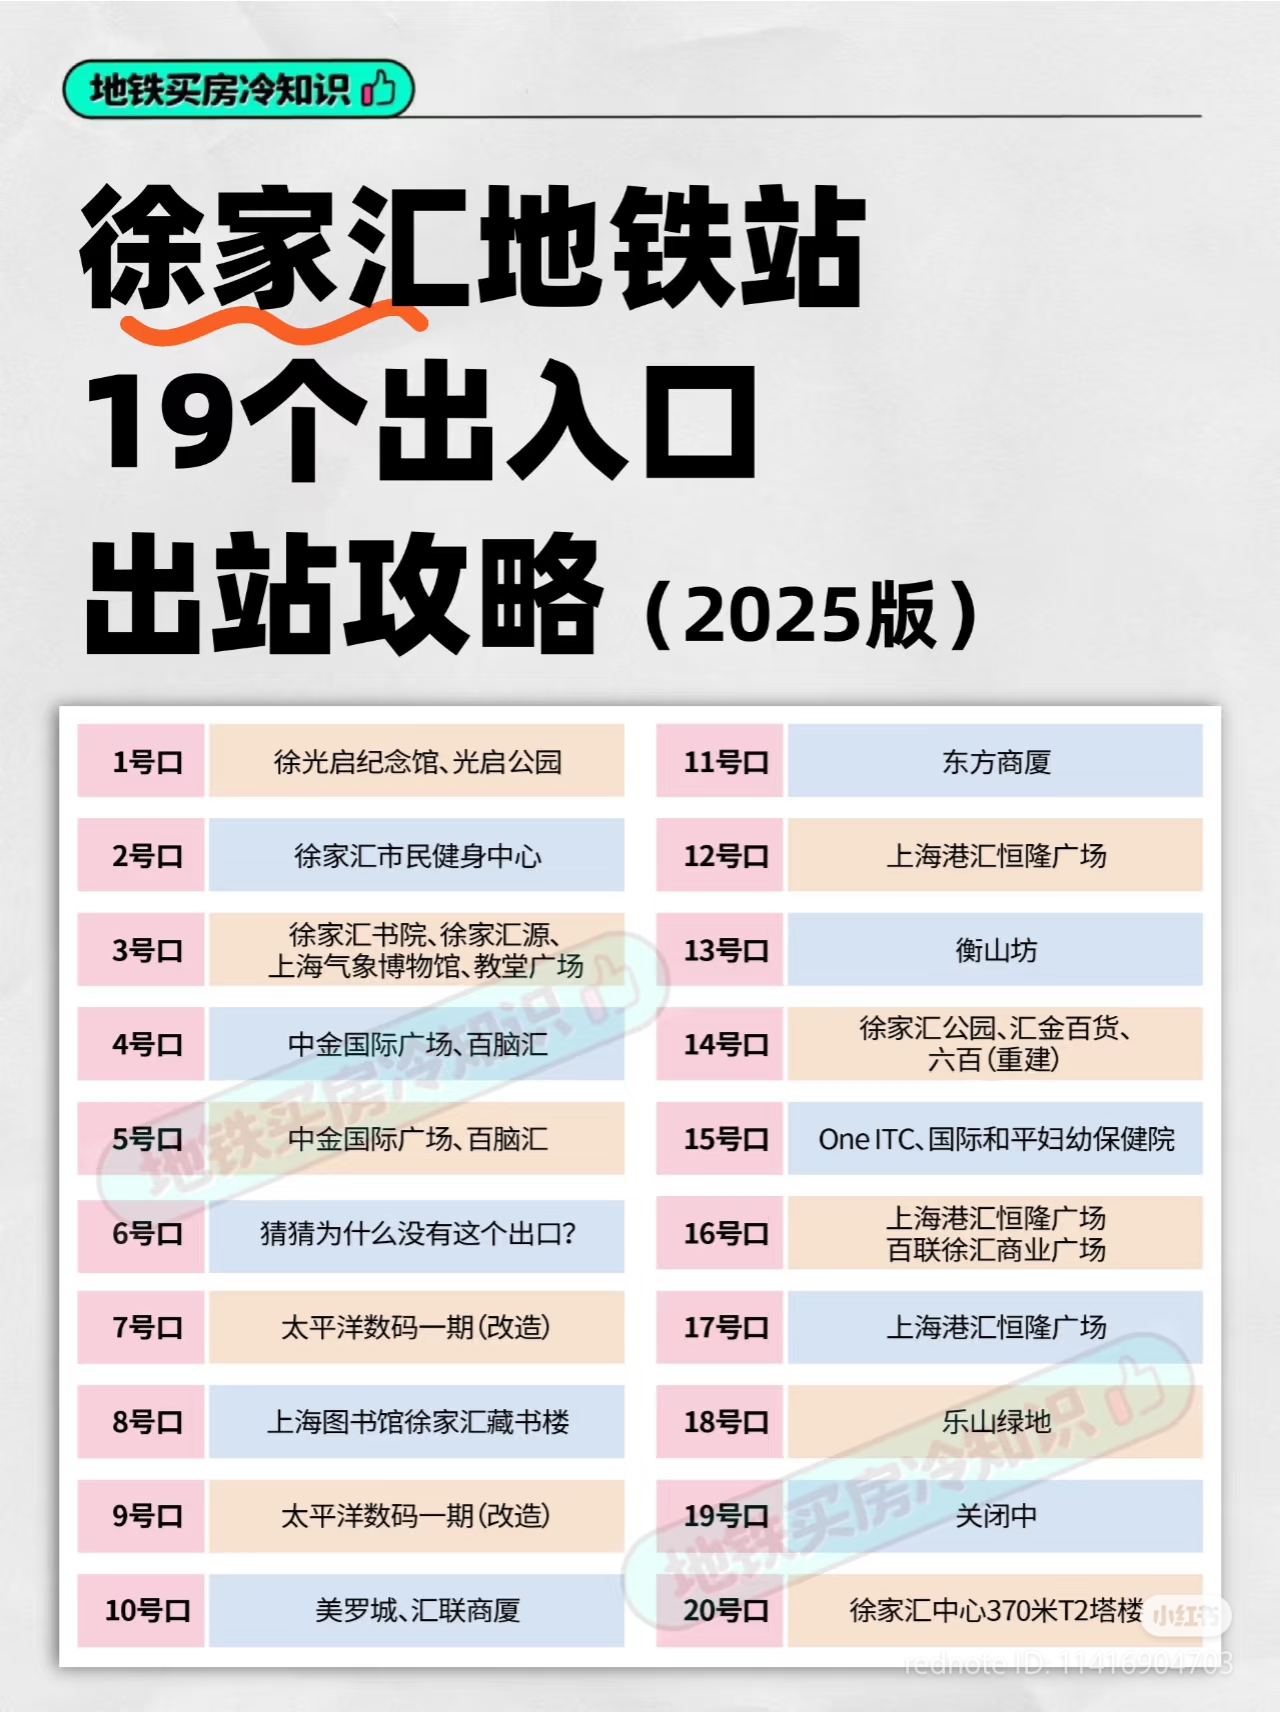 地铁买房冷知识
徐家汇地铁站
19个出入口
出站攻略（2025版）
1号口 徐光启纪念馆、光启公园
2号口 徐家汇市民健身中心
3号口 徐家汇书院、徐家汇源、
上海气象博物馆、教堂广场
4号口 中金国际广场、百脑汇
5号口 中金国际广场、百脑汇
6号口 猜猜为什么没有这个出口?
7号口 太平洋数码一期（改造）
8号口 上海图书馆徐家汇藏书楼
9号口 太平洋数码一期（改造）
10号口 美罗城、汇联商厦
11号口 东方商厦
12号口 上海港汇恒隆广场
13号口 衡山坊
14号口 徐家汇公园、汇金百货、
六百（重建）
15号口 One ITC、国际和平妇幼保健院
16号口 上海港汇恒隆广场
百联徐汇商业广场
17号口 上海港汇恒隆广场
18号口 乐山绿地
19号口 关闭中
20号口 徐家汇中心370米T2塔楼
地铁买房冷知识
地铁买房冷知识
小红书
rednote ID: 11416904703